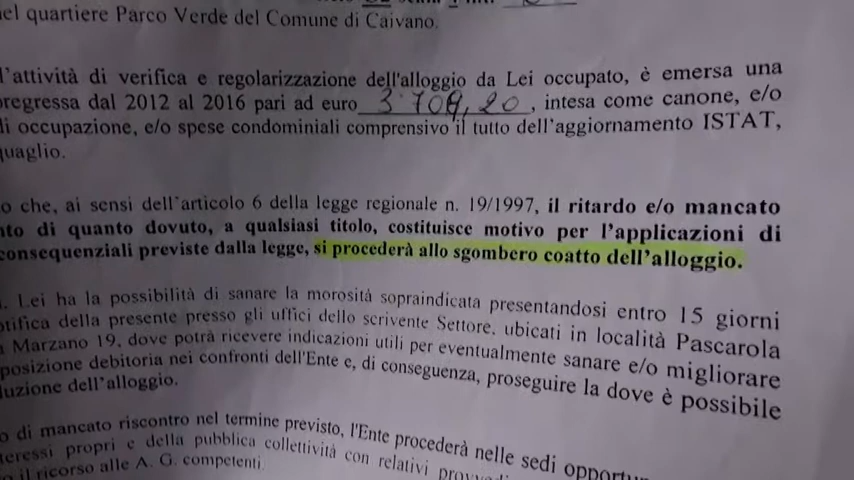 nel quartiere Parco Verde del Comune di Caivano.
l'attività di verifica e regolarizzazione dell'alloggio da Lei occupato, è emersa una
pregressa dal 2012 al 2016 pari ad euro 3 709,20, intesa come canone, e/o
di occupazione, e/o spese condominiali comprensivo il tutto dell'aggiornamento ISTAT,
quaglio.
o che, ai sensi dell'articolo 6 della legge regionale n. 19/1997, il ritardo e/o mancato
nto di quanto dovuto, a qualsiasi titolo, costituisce motivo per l'applicazioni di
consequenziali previste dalla legge, si procederà allo sgombero coatto dell'alloggio.
. Lei ha la possibilità di sanare la morosità sopraindicata presentandosi entro 15 giorni
otifica della presente presso gli uffici dello scrivente Settore, ubicati in località Pascarola
Marzano 19, dove potrà ricevere indicazioni utili per eventualmente sanare e/o migliorare
posizione debitoria nei confronti dell'Ente e, di conseguenza, proseguire la dove è possibile
luzione dell'alloggio.
o di mancato riscontro nel termine previsto, l'Ente procederà nelle sedi opportun
teressi propri e della pubblica collettività con relativi provv
o il ricorso alle A. G. competenti.